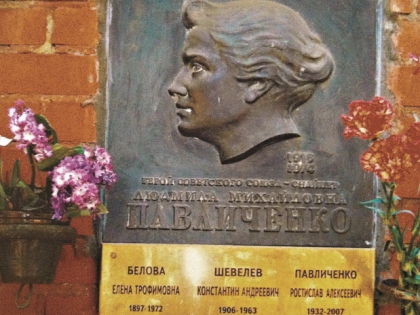 1916
1974
ГЕРОЙ СОВЕТСКОГО СОЮЗА - СНАЙПЕР
ЛЮДМИЛА МИХАЙЛОВНА
ПАВЛИЧЕНКО
БЕЛОВА
ЕЛЕНА ТРОФИМОВНА
1897-1972
ШЕВЕЛЕВ
КОНСТАНТИН АНДРЕЕВИЧ
1906-1963
ПАВЛИЧЕНКО
РОСТИСЛАВ АЛЕКСЕЕВИЧ
1932-2007